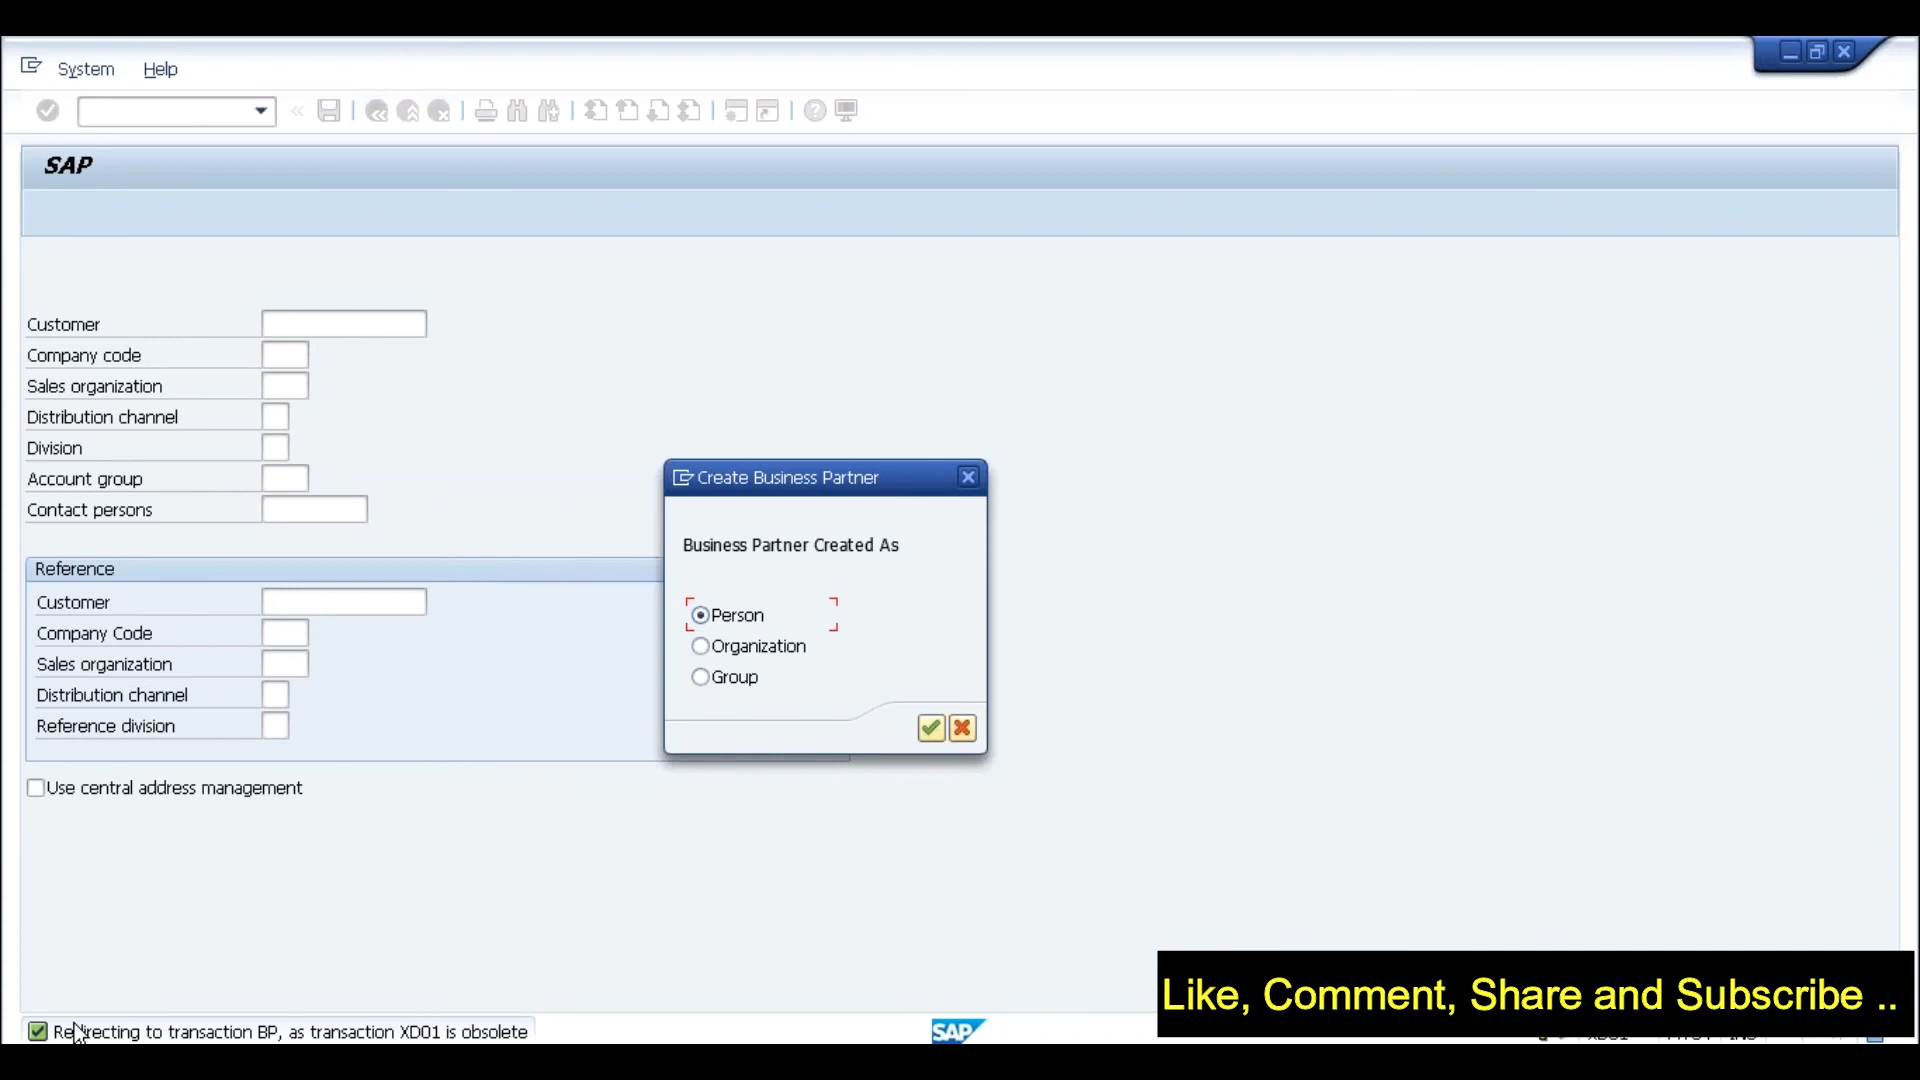 System Help
SAP
Customer
Company code
Sales organization
Distribution channel
Division
Account group
Contact persons
Reference
Customer
Company Code
Sales organization
Distribution channel
Reference division
Use central address management
Create Business Partner
Business Partner Created As
Person
Organization
Group
Like, Comment, Share and Subscribe ..
Redirecting to transaction BP, as transaction XD01 is obsolete
SAP